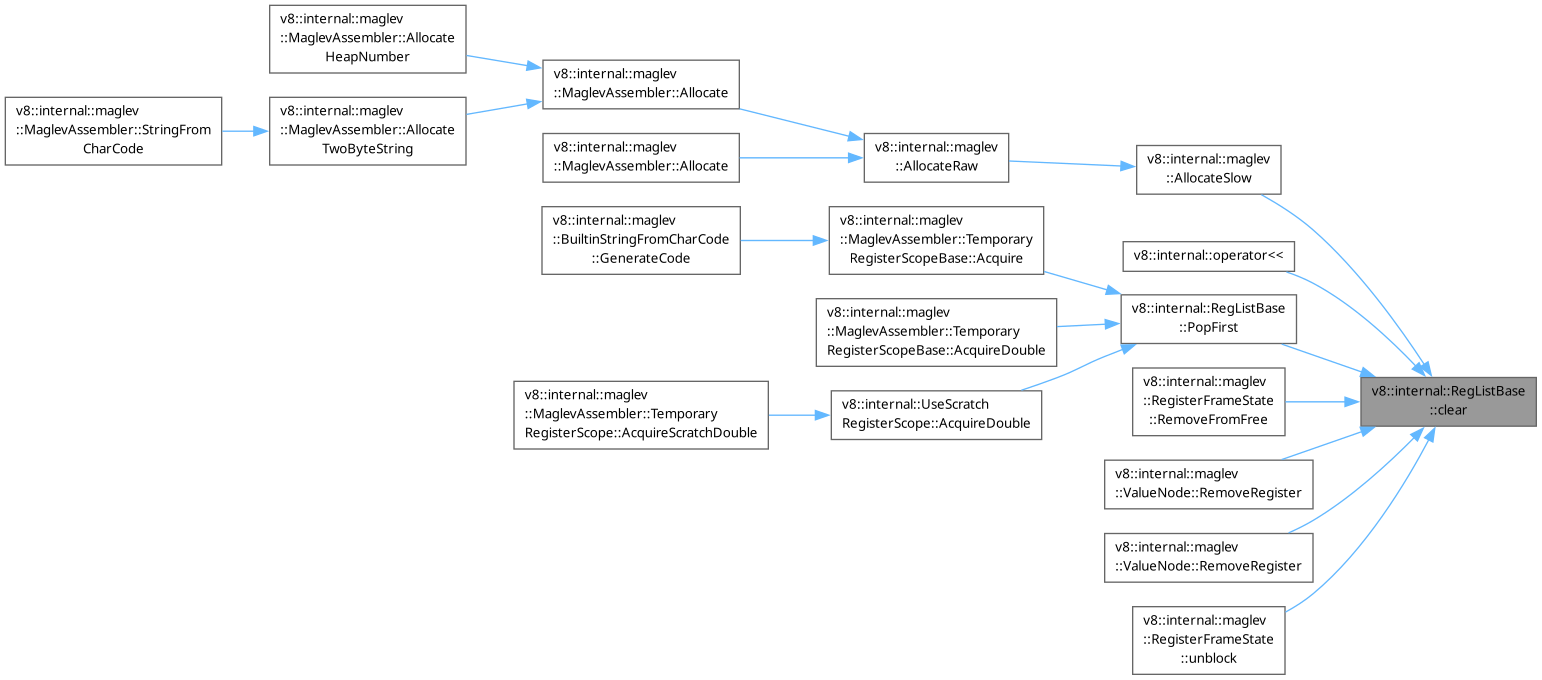 v8::internal::maglev
::MaglevAssembler::Allocate
HeapNumber
v8::internal::maglev
::MaglevAssembler::StringFrom
CharCode
v8::internal::maglev
::MaglevAssembler::Allocate
TwoByteString
v8::internal::maglev
::MaglevAssembler::Allocate
v8::internal::maglev
::MaglevAssembler::Allocate
v8::internal::maglev
::AllocateRaw
v8::internal::maglev
::AllocateSlow
v8::internal::maglev
::BuiltinStringFromCharCode
::GenerateCode
v8::internal::maglev
::MaglevAssembler::Temporary
RegisterScopeBase::Acquire
v8::internal::operator<<
v8::internal::maglev
::MaglevAssembler::Temporary
RegisterScopeBase::AcquireDouble
v8::internal::RegListBase
::PopFirst
v8::internal::maglev
::MaglevAssembler::Temporary
RegisterScope::AcquireScratchDouble
v8::internal::UseScratch
RegisterScope::AcquireDouble
v8::internal::maglev
::RegisterFrameState
::RemoveFromFree
v8::internal::RegListBase
::clear
v8::internal::maglev
::ValueNode::RemoveRegister
v8::internal::maglev
::ValueNode::RemoveRegister
v8::internal::maglev
::RegisterFrameState
::unblock